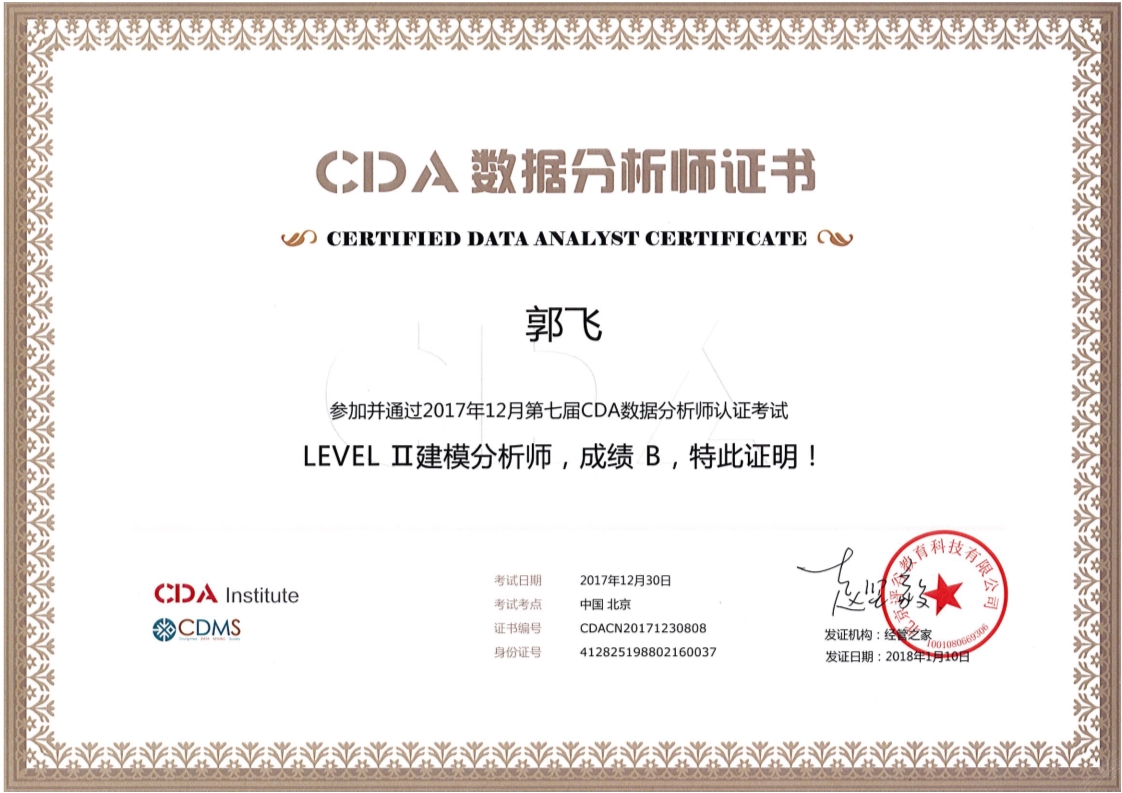 CDA 数据分析师证书
CERTIFIED DATA ANALYST CERTIFICATE
郭飞
CDA
参加并通过2017年12月第七届CDA数据分析师认证考试
LEVEL Ⅱ建模分析师，成绩 B，特此证明！
CDA Institute
CDMS
考试日期 2017年12月30日
考试考点 中国 北京
证书编号 CDACN20171230808
身份证号 412825198802160037
教育科技有限公司
发证机构：经管之家
发证日期：2018年1月10日